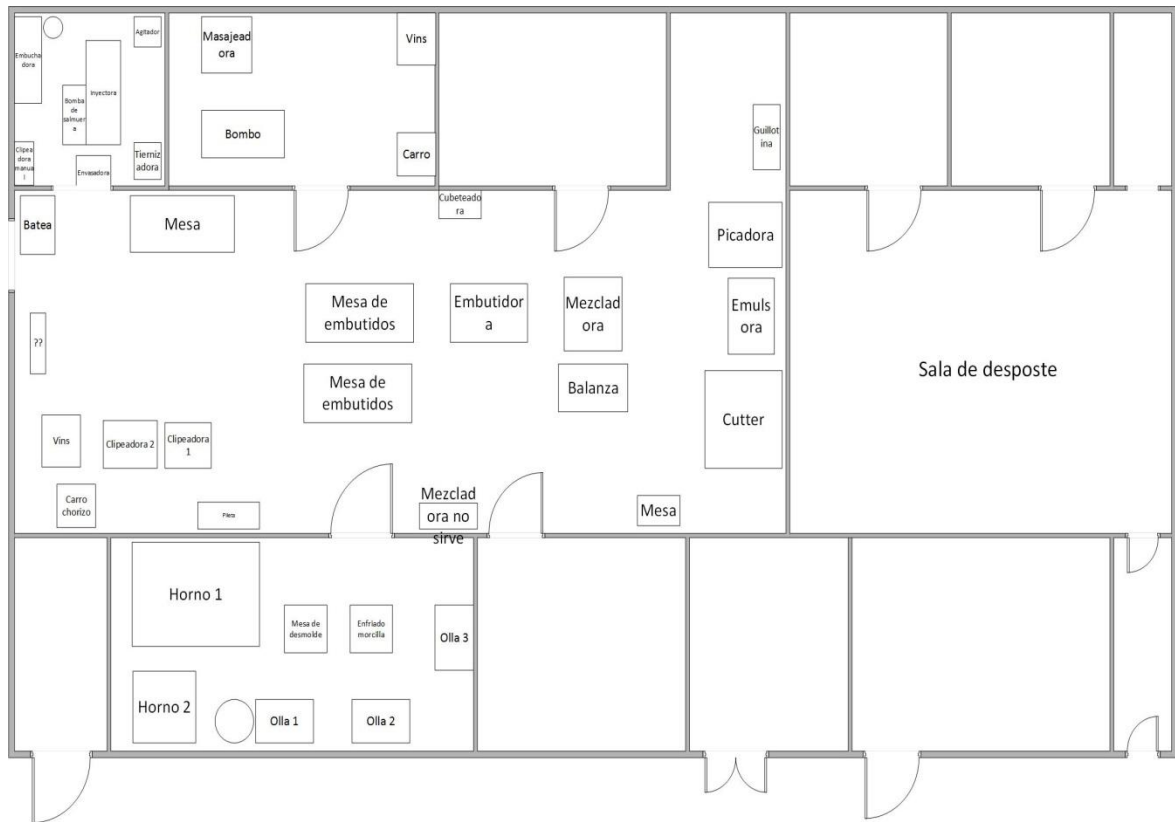 Embucha
dora
Agitador
Inyectora
Bomba
de
salmuer
a
Clipea
dora
manua
l
Envasadora
Tierniz
adora
Masajead
ora
Vins
Bombo
Carro
Guillot
ina
Batea
Mesa
Cubetead
ora
Picadora
Mesa de
embutidos
Embutidor
a
Mezclad
ora
Emuls
ora
??
Mesa de
embutidos
Balanza
Cutter
Sala de desposte
Vins
Clipeadora 2
Clipeadora
1
Carro
chorizo
Mezclad
ora no
sirve
Mesa
Horno 1
Mesa de
desmolde
Enfriado
morcilla
Olla 3
Horno 2
Olla 1
Olla 2